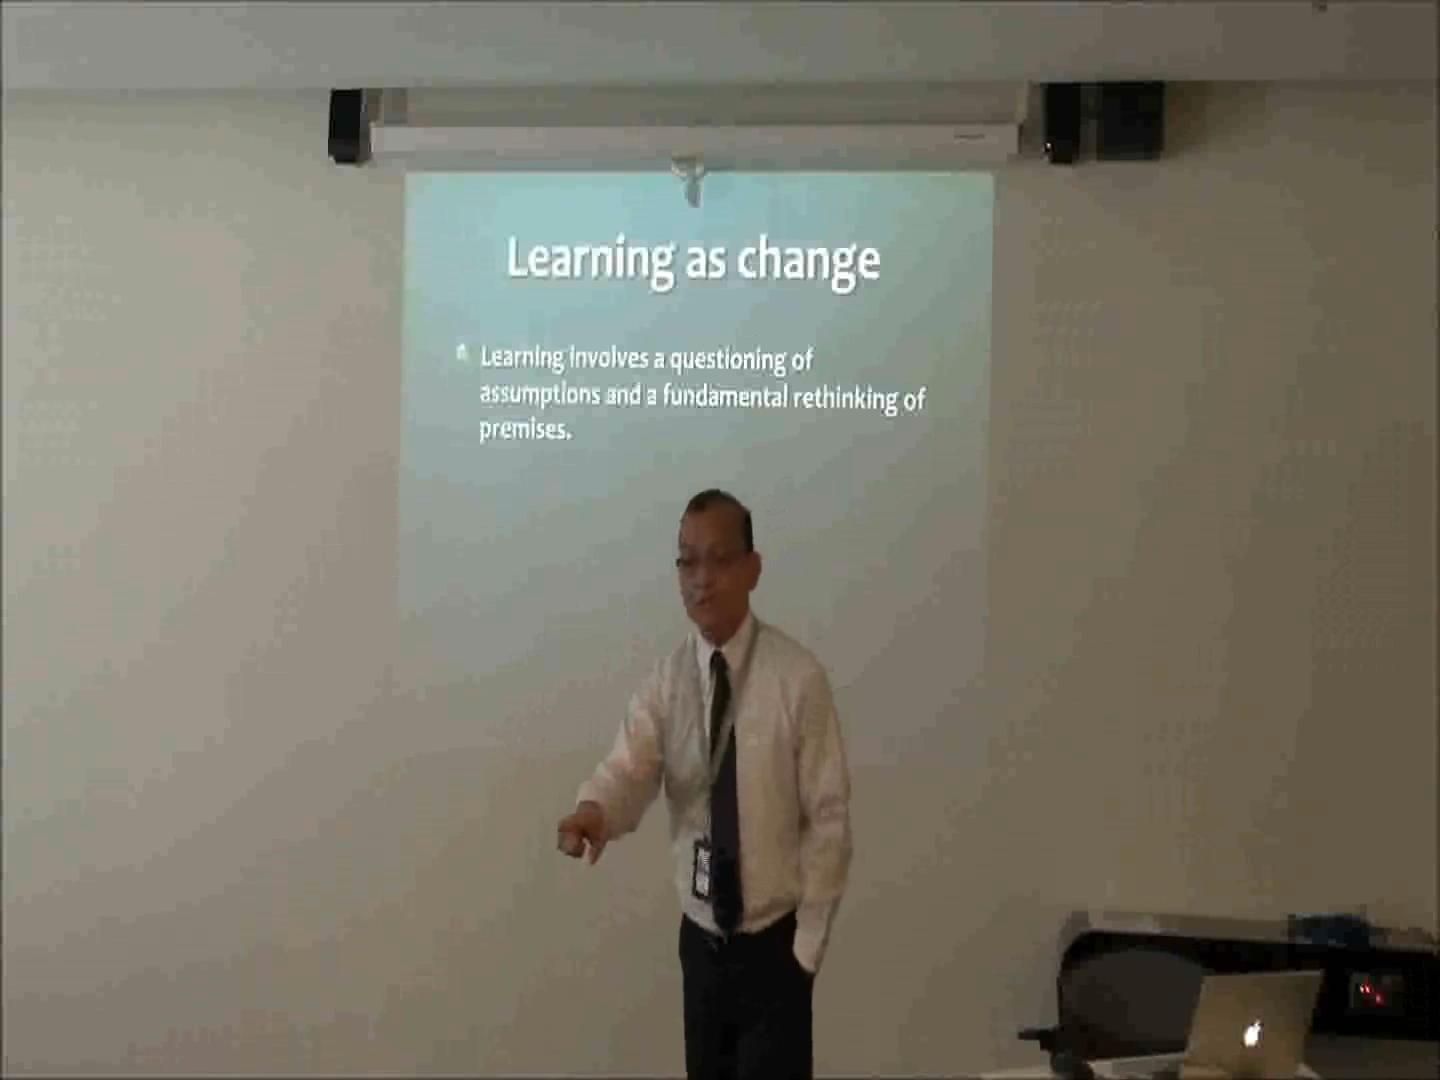 Learning as change
Learning involves a questioning of
assumptions and a fundamental rethinking of
premises.